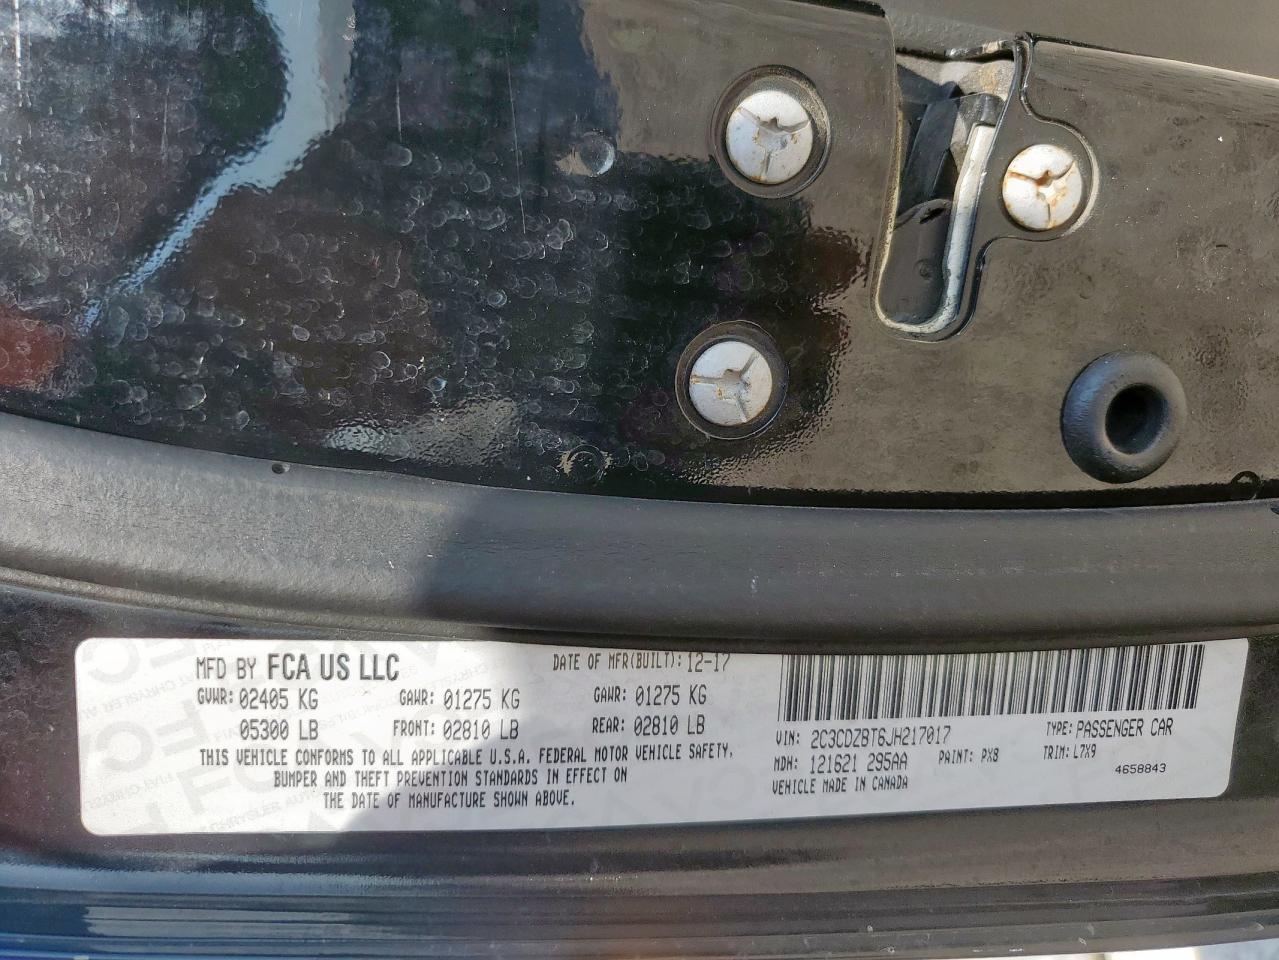 MFD BY FCA US LLC DATE OF MFR(BUILT): 12-17
GVWR: 02405 KG GAWR: 01275 KG GAWR: 01275 KG
05300 LB FRONT: 02810 LB REAR: 02810 LB
THIS VEHICLE CONFORMS TO ALL APPLICABLE U.S.A. FEDERAL MOTOR VEHICLE SAFETY,
BUMPER AND THEFT PREVENTION STANDARDS IN EFFECT ON
THE DATE OF MANUFACTURE SHOWN ABOVE.
VIN: 2C3CDZBT6JH217017 TYPE: PASSENGER CAR
MDH: 121621 295AA PAINT: PX8 TRIM: L7X9
VEHICLE MADE IN CANADA 4658843